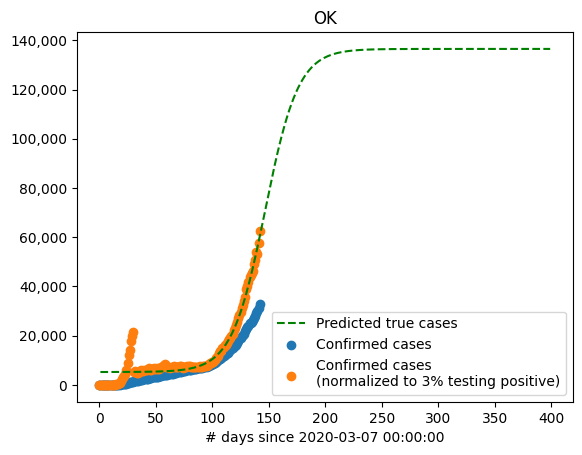 OK
140,000
120,000
100,000
80,000
60,000
40,000
20,000
0
0 50 100 150 200 250 300 350 400
# days since 2020-03-07 00:00:00
Predicted true cases
Confirmed cases
Confirmed cases
(normalized to 3% testing positive)